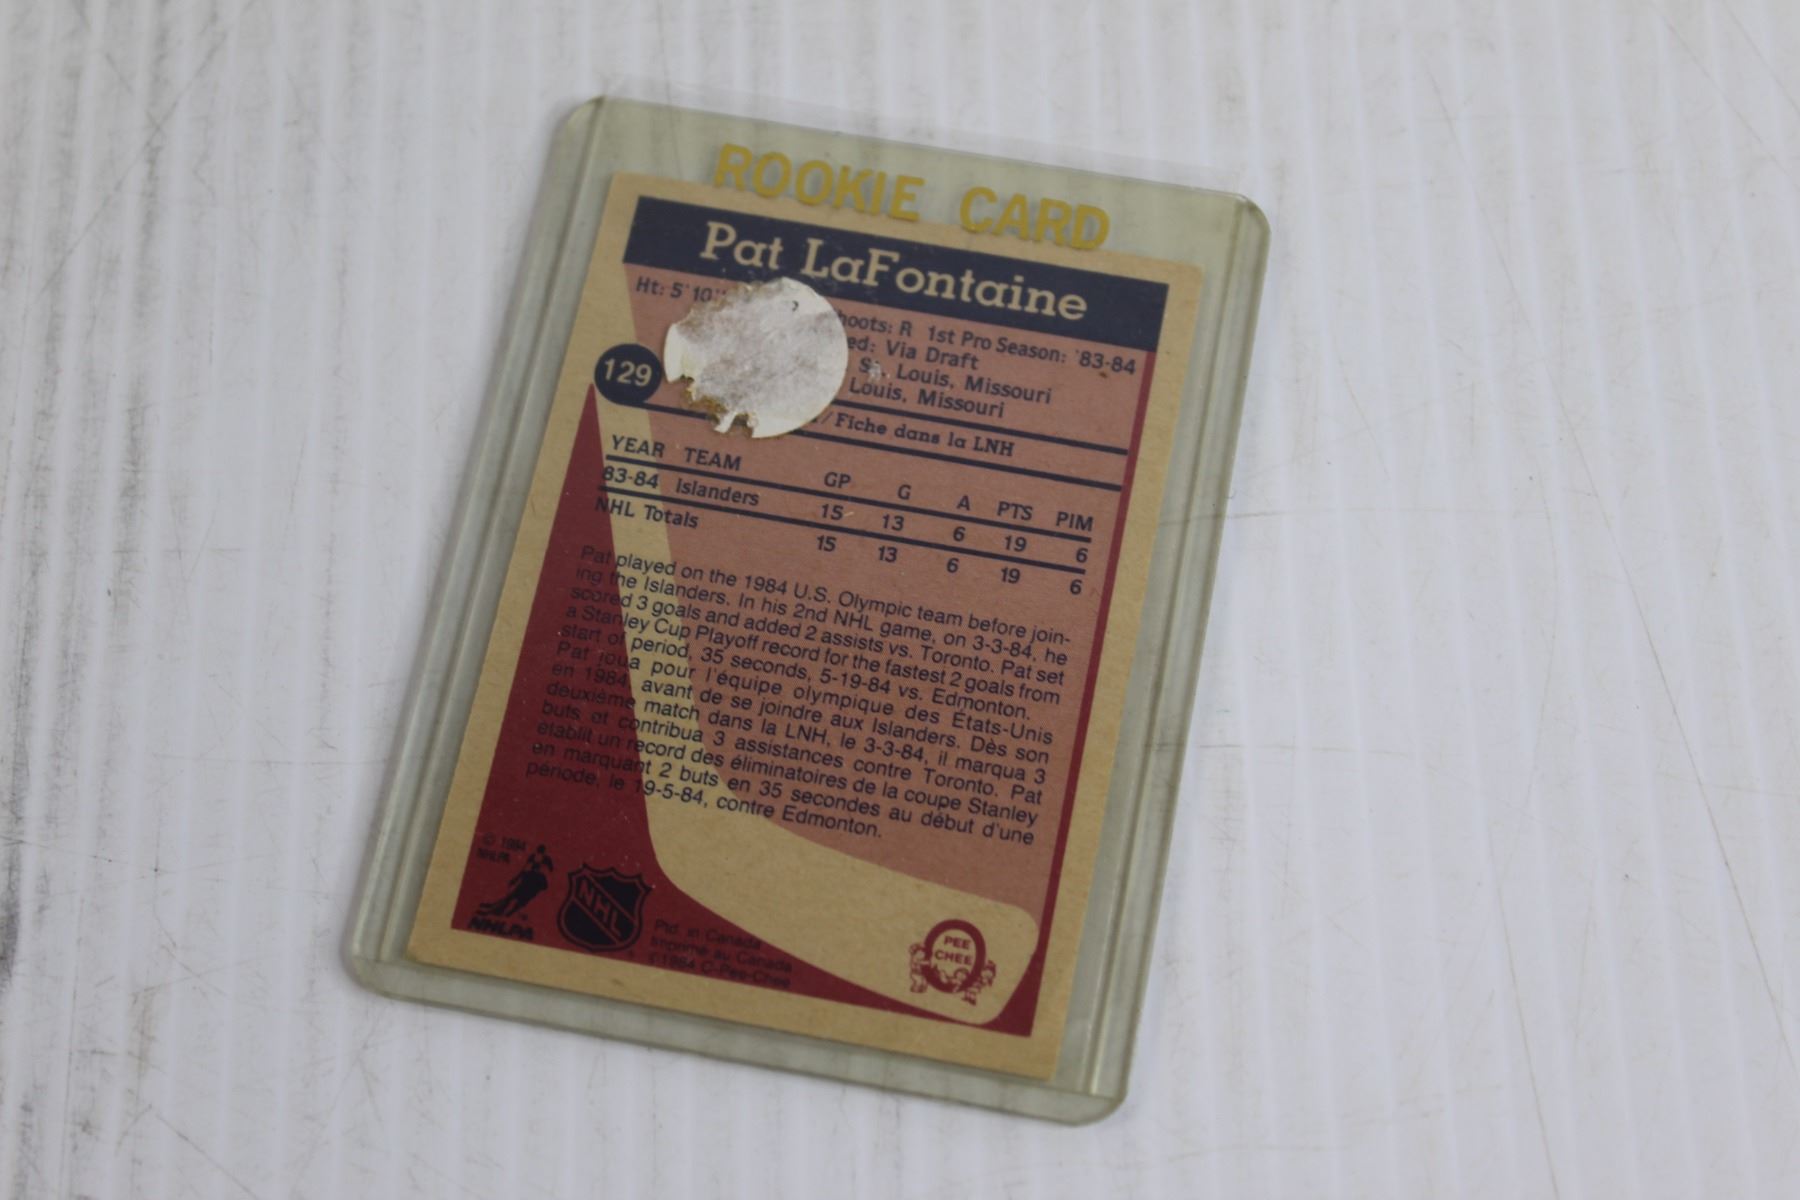 ROOKIE CARD
Pat LaFontaine
Ht: 5'10" hoots: R 1st Pro Season: '83-84
ed: Via Draft
St. Louis, Missouri
129 Louis, Missouri
/ Fiche dans la LNH
YEAR TEAM GP G A PTS PIM
83-84 Islanders 15 13 6 19 6
NHL Totals 15 13 6 19 6
Pat played on the 1984 U.S. Olympic team before join-
ing the Islanders. In his 2nd NHL game, on 3-3-84, he
scored 3 goals and added 2 assists vs. Toronto. Pat set
a Stanley Cup Playoff record for the fastest 2 goals from
start of period, 35 seconds, 5-19-84 vs. Edmonton.
Pat joua pour l'équipe olympique des États-Unis
en 1984, avant de se joindre aux Islanders. Dès son
deuxième match dans la LNH, le 3-3-84, il marqua 3
buts et contribua 3 assistances contre Toronto. Pat
établit un record des éliminatoires de la coupe Stanley
en marquant 2 buts en 35 secondes au début d'une
période, le 19-5-84, contre Edmonton.
© 1984
NHLPA
NHLPA
NHL
Ptd. in Canada
Imprimé au Canada
©1984 O-Pee-Chee
PEE
CHEE